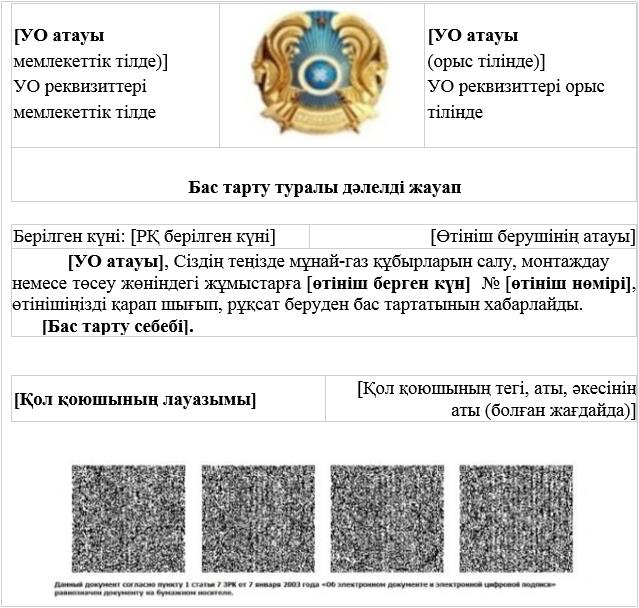 [УО атауы
мемлекеттік тілде)]
УО реквизиттері
мемлекеттік тілде
[УО атауы
(орыс тілінде)]
УО реквизиттері орыс
тілінде
Бас тарту туралы дәлелді жауап
Берілген күні: [РҚ берілген күні]
[Өтініш берушінің атауы]
[УО атауы], Сіздің теңізде мұнай-газ құбырларын салу, монтаждау
немесе төсеу жөніндегі жұмыстарға [өтініш берген күн] № [өтініш нөмірі],
өтінішіңізді қарап шығып, рұқсат беруден бас тартатынын хабарлайды.
[Бас тарту себебі].
[Қол қоюшының лауазымы]
[Қол қоюшының тегі, аты, әкесінің
аты (болған жағдайда)]
Данный документ согласно пункту 1 статьи 7 ЗРК от 7 января 2003 года «Об электронном документе и электронной цифровой подписи»
равнозначен документу на бумажном носителе.